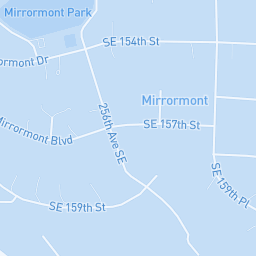 Mirrormont Park
SE 154th St
ormont Dr
Mirrormont
256th Ave SE
SE 157th St
Mirrormont Blvd
SE 159th Pl
SE 159th St